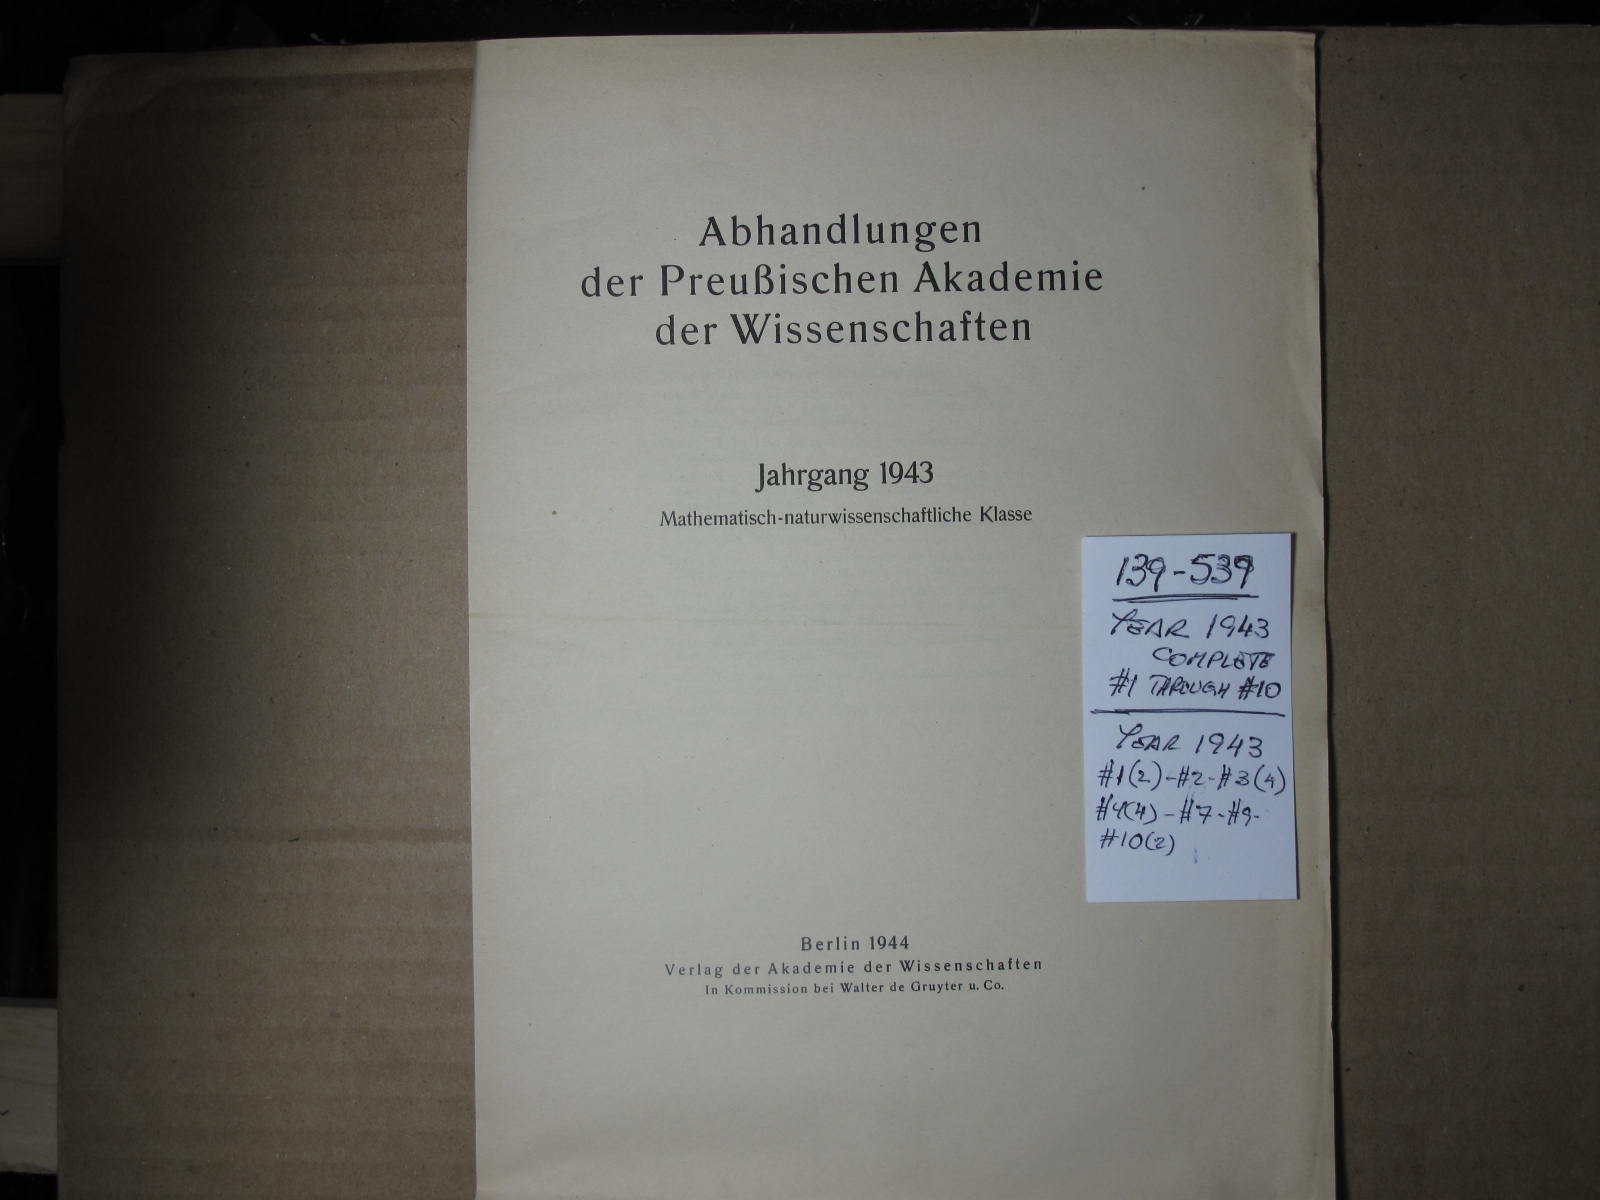 Abhandlungen
der Preußischen Akademie
der Wissenschaften
Jahrgang 1943
Mathematisch-naturwissenschaftliche Klasse
Berlin 1944
Verlag der Akademie der Wissenschaften
In Kommission bei Walter de Gruyter u. Co.
139-539
YEAR 1943
COMPLETE
#1 THROUGH #10
YEAR 1943
#1(2)-#2-#3(4)
#4(4)-#7-#9-
#10(2)